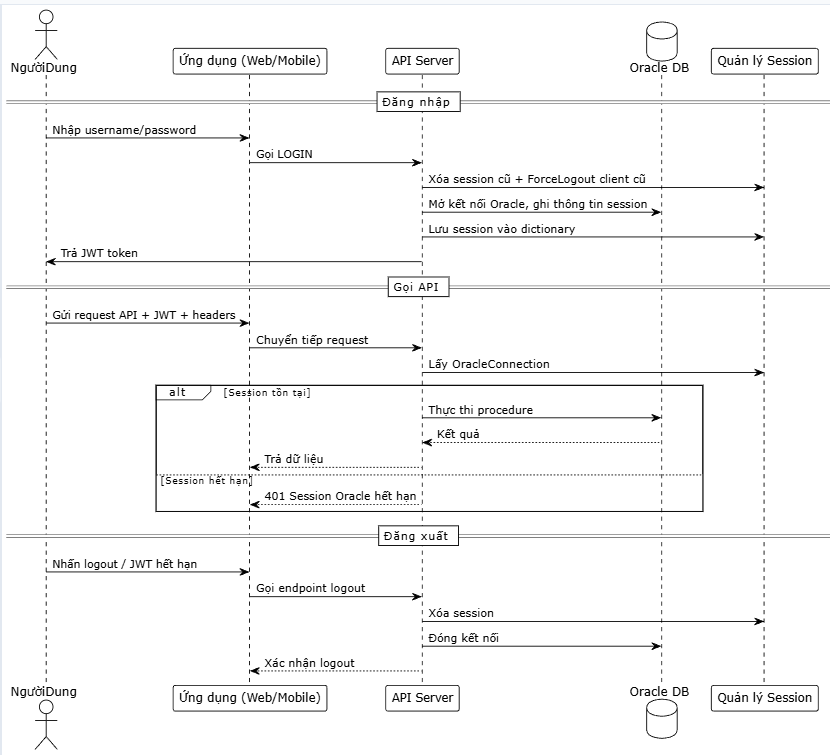 NgườiDung
Ứng dụng (Web/Mobile)
API Server
Oracle DB
Quản lý Session
Đăng nhập
Nhập username/password
Gọi LOGIN
Xóa session cũ + ForceLogout client cũ
Mở kết nối Oracle, ghi thông tin session
Lưu session vào dictionary
Trả JWT token
Gọi API
Gửi request API + JWT + headers
Chuyển tiếp request
Lấy OracleConnection
alt [Session tồn tại]
Thực thi procedure
Kết quả
Trả dữ liệu
[Session hết hạn]
401 Session Oracle hết hạn
Đăng xuất
Nhấn logout / JWT hết hạn
Gọi endpoint logout
Xóa session
Đóng kết nối
Xác nhận logout
NgườiDung
Ứng dụng (Web/Mobile)
API Server
Oracle DB
Quản lý Session